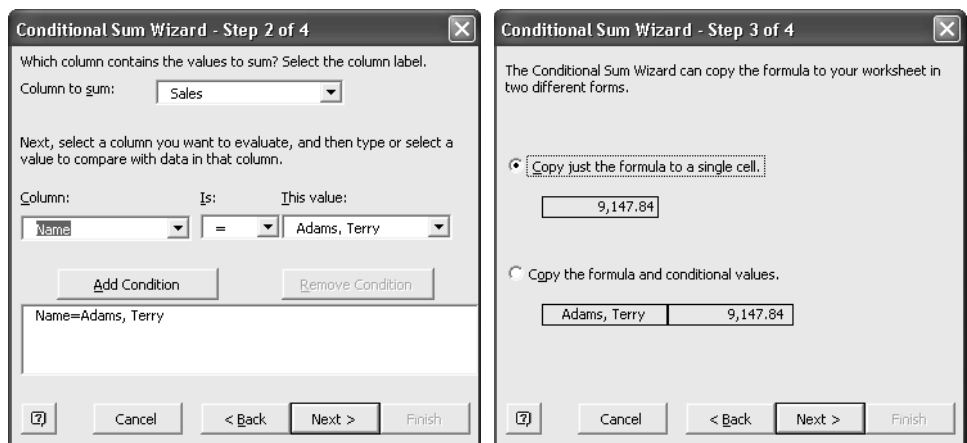 Conditional Sum Wizard - Step 2 of 4
Which column contains the values to sum? Select the column label.
Column to sum: Sales
Next, select a column you want to evaluate, and then type or select a
value to compare with data in that column.
Column: Is: This value:
Name = Adams, Terry
Add Condition Remove Condition
Name=Adams, Terry
Cancel < Back Next > Finish
Conditional Sum Wizard - Step 3 of 4
The Conditional Sum Wizard can copy the formula to your worksheet in
two different forms.
Copy just the formula to a single cell.
9,147.84
Copy the formula and conditional values.
Adams, Terry 9,147.84
Cancel < Back Next > Finish